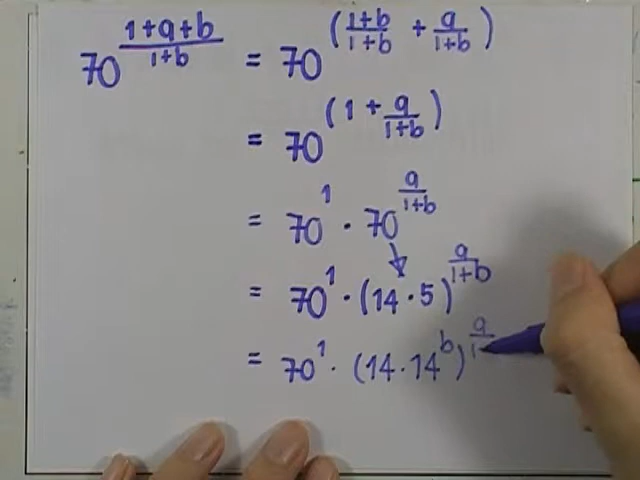 70^((1+a+b)/(1+b)) = 70^((1+b)/(1+b) + a/(1+b))
= 70^(1 + a/(1+b))
= 70^1 · 70^(a/(1+b))
= 70^1 · (14 · 5)^(a/(1+b))
= 70^1 · (14 · 14^b)^(a/1